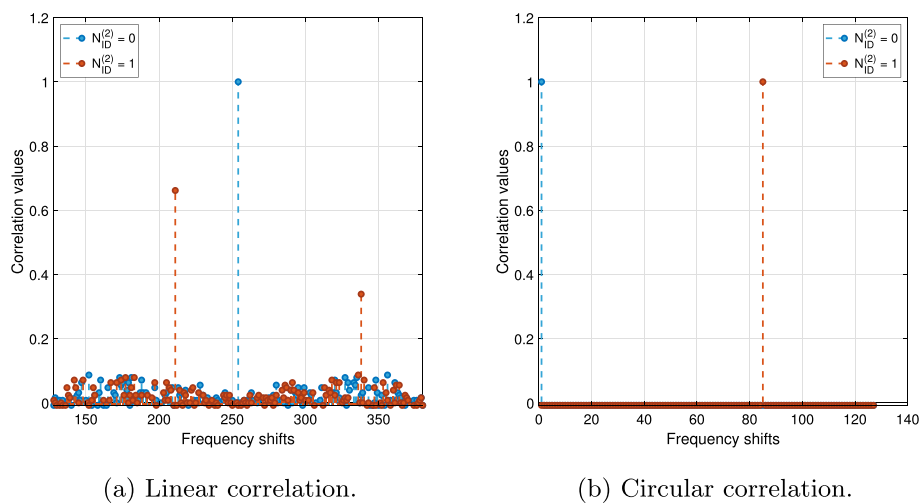 1.2
1
0.8
0.6
0.4
0.2
0
150 200 250 300 350
Correlation values
Frequency shifts
N_ID^(2) = 0
N_ID^(2) = 1
(a) Linear correlation.
1.2
1
0.8
0.6
0.4
0.2
0
0 20 40 60 80 100 120 140
Correlation values
Frequency shifts
N_ID^(2) = 0
N_ID^(2) = 1
(b) Circular correlation.